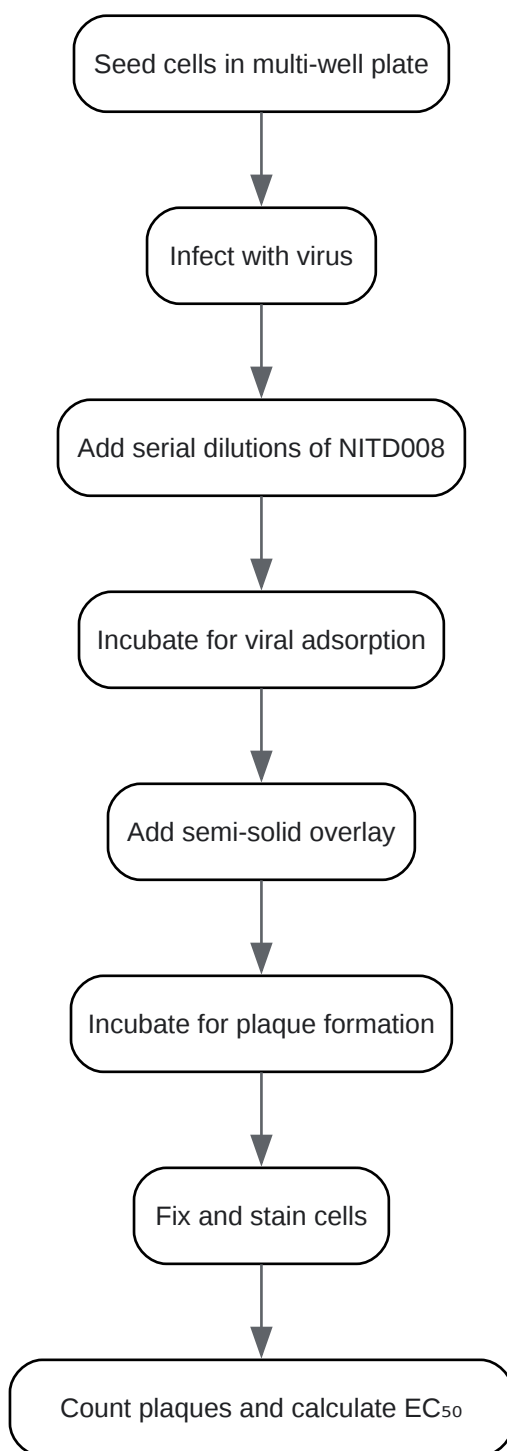 Seed cells in multi-well plate
Infect with virus
Add serial dilutions of NITD008
Incubate for viral adsorption
Add semi-solid overlay
Incubate for plaque formation
Fix and stain cells
Count plaques and calculate EC₅₀